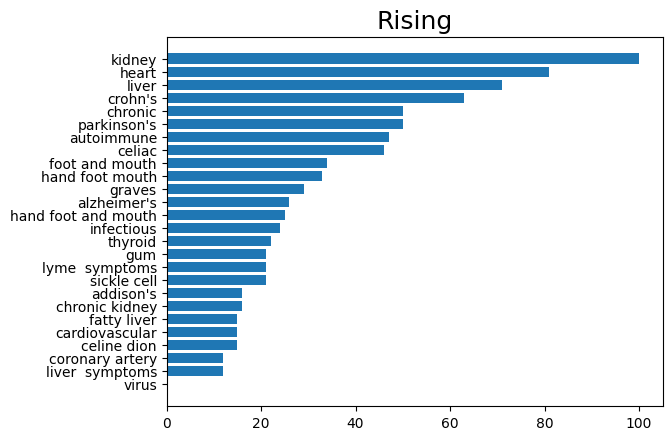 Rising
kidney
heart
liver
crohn's
chronic
parkinson's
autoimmune
celiac
foot and mouth
hand foot mouth
graves
alzheimer's
hand foot and mouth
infectious
thyroid
gum
lyme  symptoms
sickle cell
addison's
chronic kidney
fatty liver
cardiovascular
celine dion
coronary artery
liver  symptoms
virus
0 20 40 60 80 100